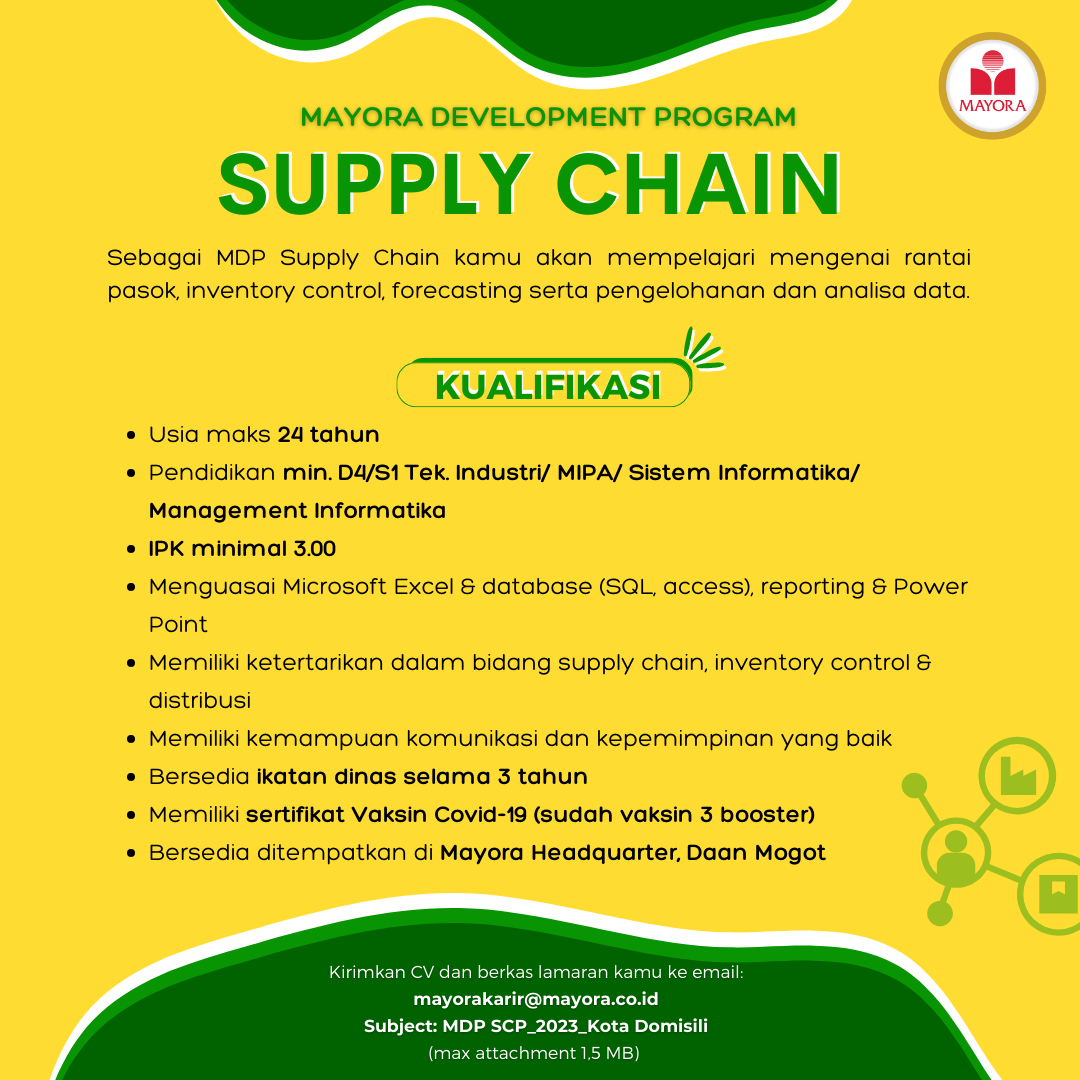 MAYORA
MAYORA DEVELOPMENT PROGRAM
SUPPLY CHAIN
Sebagai MDP Supply Chain kamu akan mempelajari mengenai rantai
pasok, inventory control, forecasting serta pengelohanan dan analisa data.
KUALIFIKASI
• Usia maks 24 tahun
• Pendidikan min. D4/S1 Tek. Industri/ MIPA/ Sistem Informatika/
Management Informatika
• IPK minimal 3.00
• Menguasai Microsoft Excel & database (SQL, access), reporting & Power
Point
• Memiliki ketertarikan dalam bidang supply chain, inventory control &
distribusi
• Memiliki kemampuan komunikasi dan kepemimpinan yang baik
• Bersedia ikatan dinas selama 3 tahun
• Memiliki sertifikat Vaksin Covid-19 (sudah vaksin 3 booster)
• Bersedia ditempatkan di Mayora Headquarter, Daan Mogot
Kirimkan CV dan berkas lamaran kamu ke email:
mayorakarir@mayora.co.id
Subject: MDP SCP_2023_Kota Domisili
(max attachment 1,5 MB)